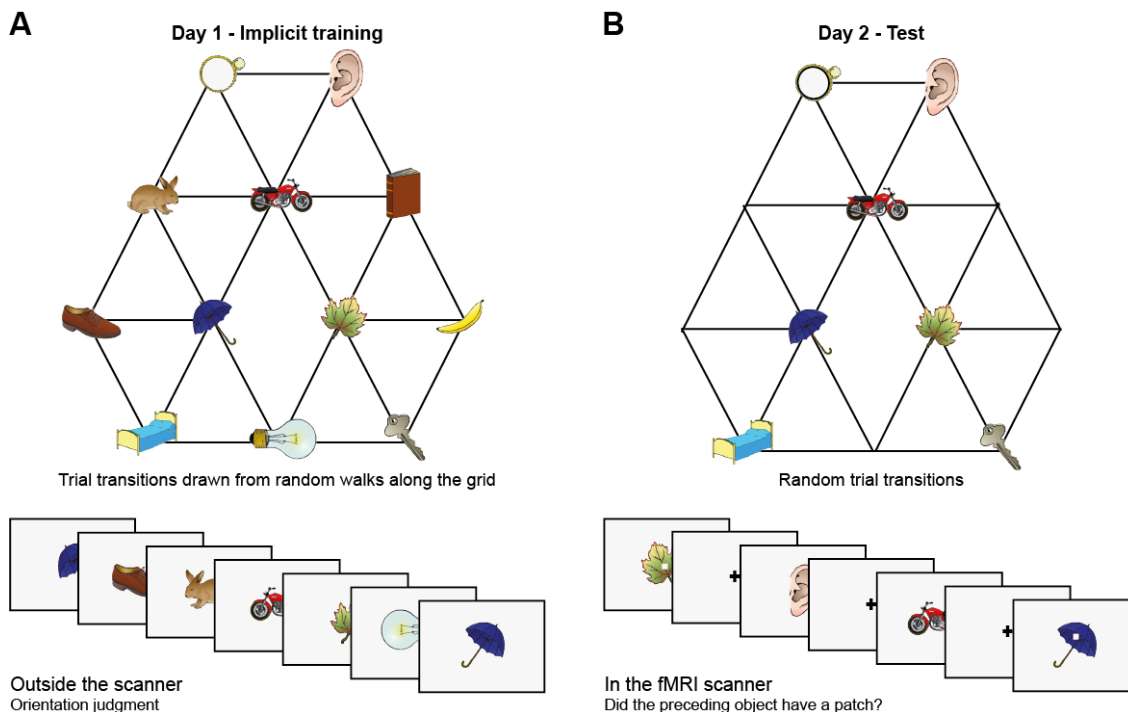 A
Day 1 - Implicit training
Trial transitions drawn from random walks along the grid
Outside the scanner
Orientation judgment
B
Day 2 - Test
Random trial transitions
In the fMRI scanner
Did the preceding object have a patch?